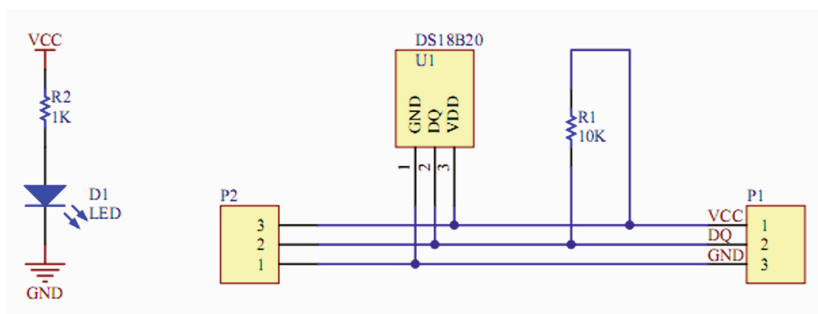 VCC
R2
1K
D1
LED
GND
DS18B20
U1
GND
DQ
VDD
1
2
3
R1
10K
P2
3
2
1
P1
VCC
1
DQ
2
GND
3